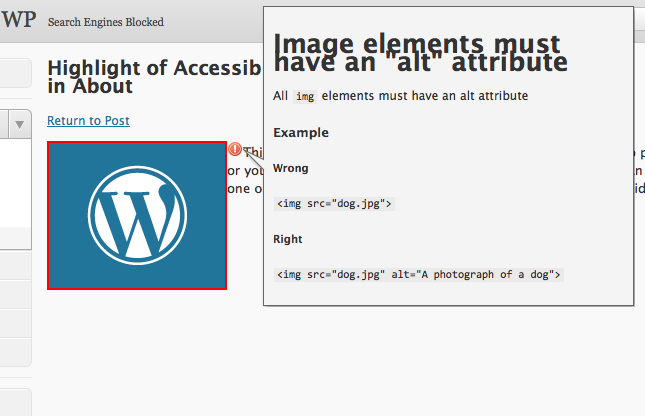 WP Search Engines Blocked
Highlight of Accessib
in About
Return to Post
Thi
or you
one o
Image elements must
have an "alt" attribute
All img elements must have an alt attribute
Example
Wrong
<img src="dog.jpg">
Right
<img src="dog.jpg" alt="A photograph of a dog">